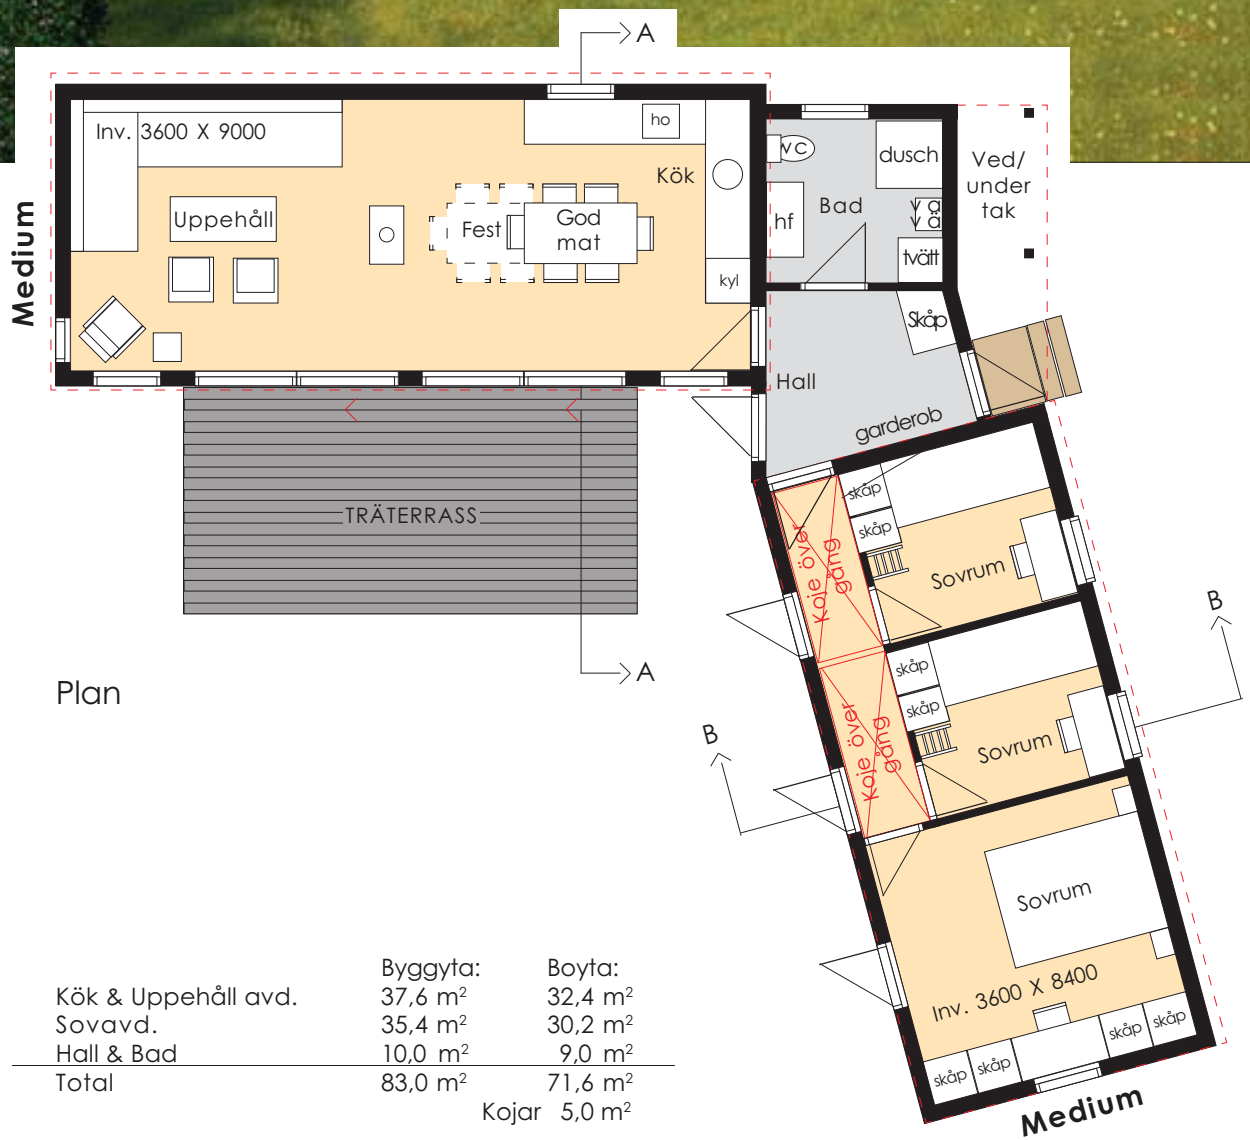 A
Inv. 3600 X 9000
ho
Kök
wc
dusch
Ved/
under
tak
Uppehåll
Fest
God
mat
hf
Bad
v ä
v ä
tvätt
kyl
Medium
Skåp
Hall
garderob
TRÄTERRASS
skåp
skåp
Koje över
gång
Sovrum
B
A
Plan
skåp
skåp
Koje över
gång
Sovrum
B
Sovrum
Inv. 3600 X 8400
skåp
skåp
skåp
skåp
Medium
Byggyta: Boyta:
Kök & Uppehåll avd. 37,6 m² 32,4 m²
Sovavd. 35,4 m² 30,2 m²
Hall & Bad 10,0 m² 9,0 m²
Total 83,0 m² 71,6 m²
Kojar 5,0 m²